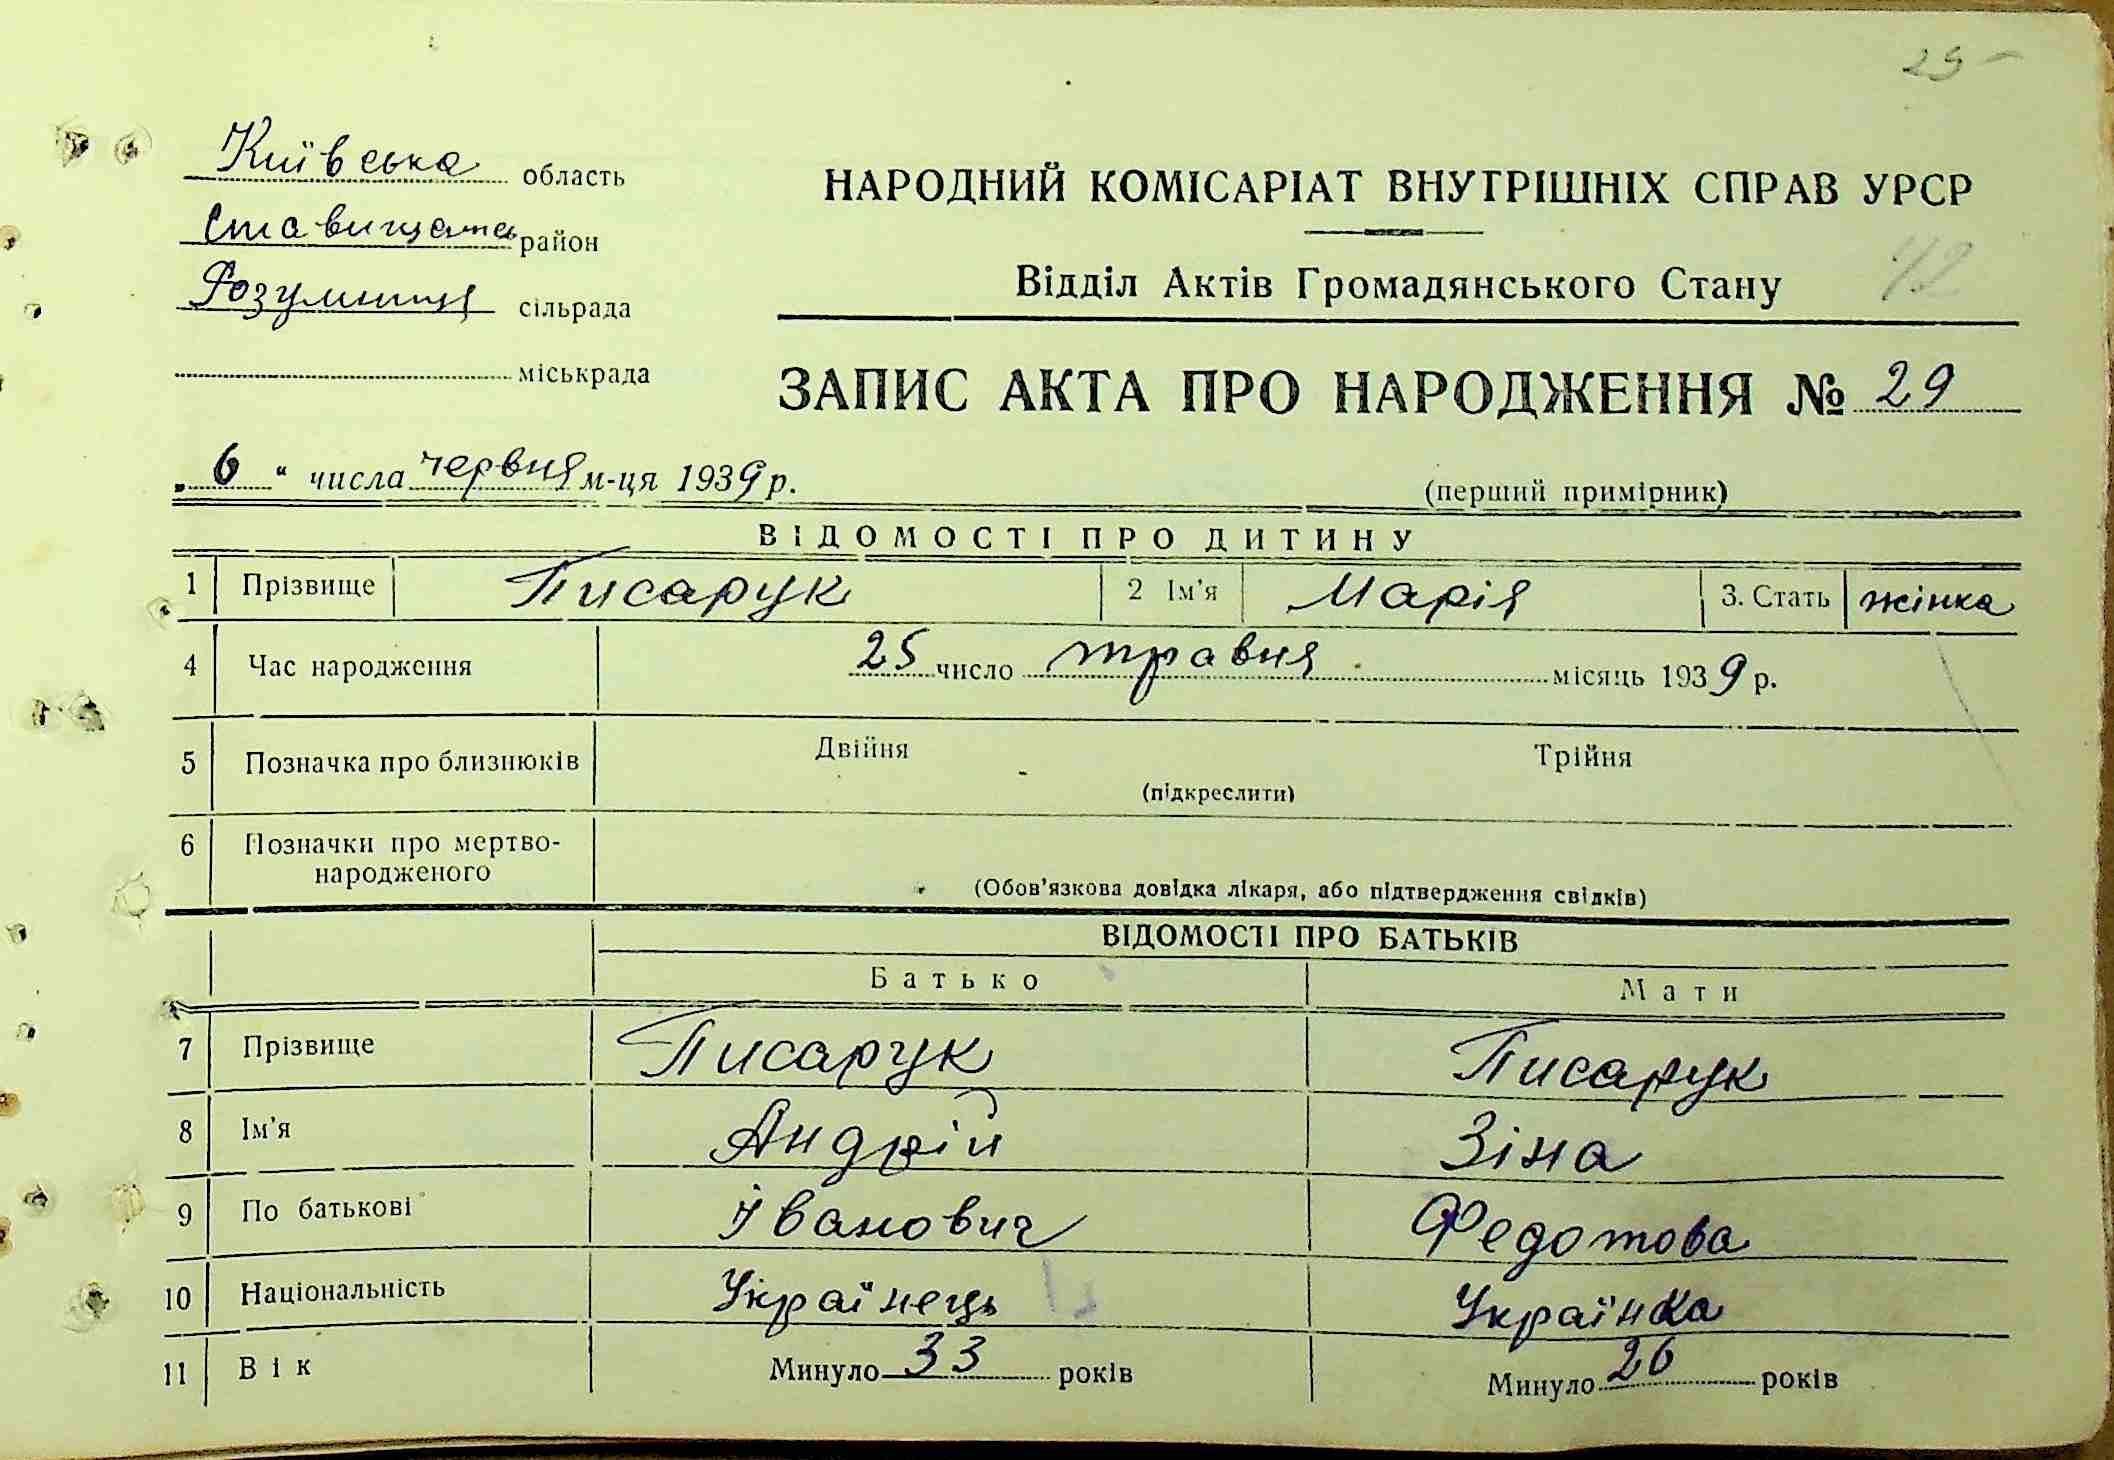 29
Київська область
Ставищан район
Розумниця сільрада
міськрада
НАРОДНИЙ КОМІСАРІАТ ВНУТРІШНІХ СПРАВ УРСР
Відділ Актів Громадянського Стану 42
ЗАПИС АКТА ПРО НАРОДЖЕННЯ № 29
„6“ числа червня м-ця 1939 р.
(перший примірник)
ВІДОМОСТІ ПРО ДИТИНУ
1 Прізвище Писарук 2 Ім'я Марія 3. Стать жінка
4 Час народження 25 число травня місяць 1939 р.
5 Позначка про близнюків Двійня Трійня
(підкреслити)
6 Позначки про мертво-
народженого
(Обов'язкова довідка лікаря, або підтвердження свідків)
ВІДОМОСТІ ПРО БАТЬКІВ
Батько Мати
7 Прізвище Писарук Писарук
8 Ім'я Андрій Зіна
9 По батькові Іванович Федотова
10 Національність Українець Українка
11 Вік Минуло 33 років Минуло 26 років